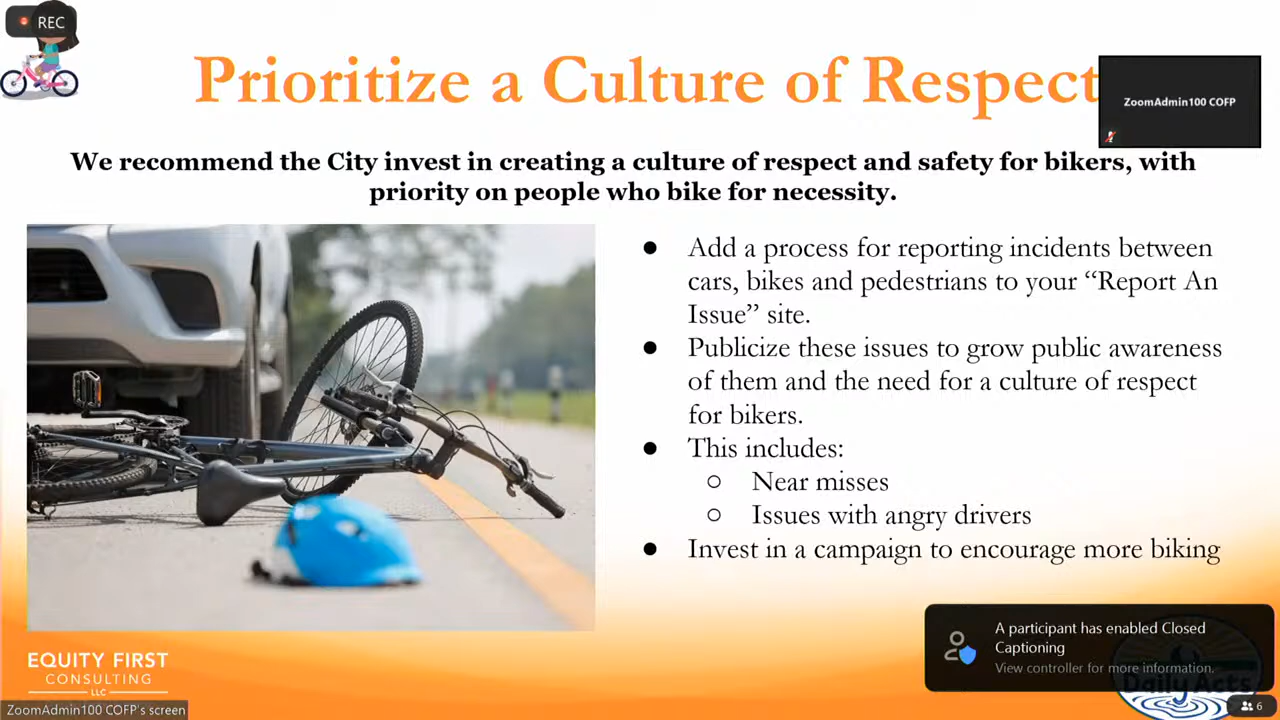 REC
Prioritize a Culture of Respect
ZoomAdmin100 COFP
We recommend the City invest in creating a culture of respect and safety for bikers, with
priority on people who bike for necessity.
● Add a process for reporting incidents between
cars, bikes and pedestrians to your “Report An
Issue” site.
● Publicize these issues to grow public awareness
of them and the need for a culture of respect
for bikers.
● This includes:
○ Near misses
○ Issues with angry drivers
● Invest in a campaign to encourage more biking
A participant has enabled Closed
Captioning
View controller for more information.
Daily Acts
EQUITY FIRST
CONSULTING
LLC
ZoomAdmin100 COFP's screen
6